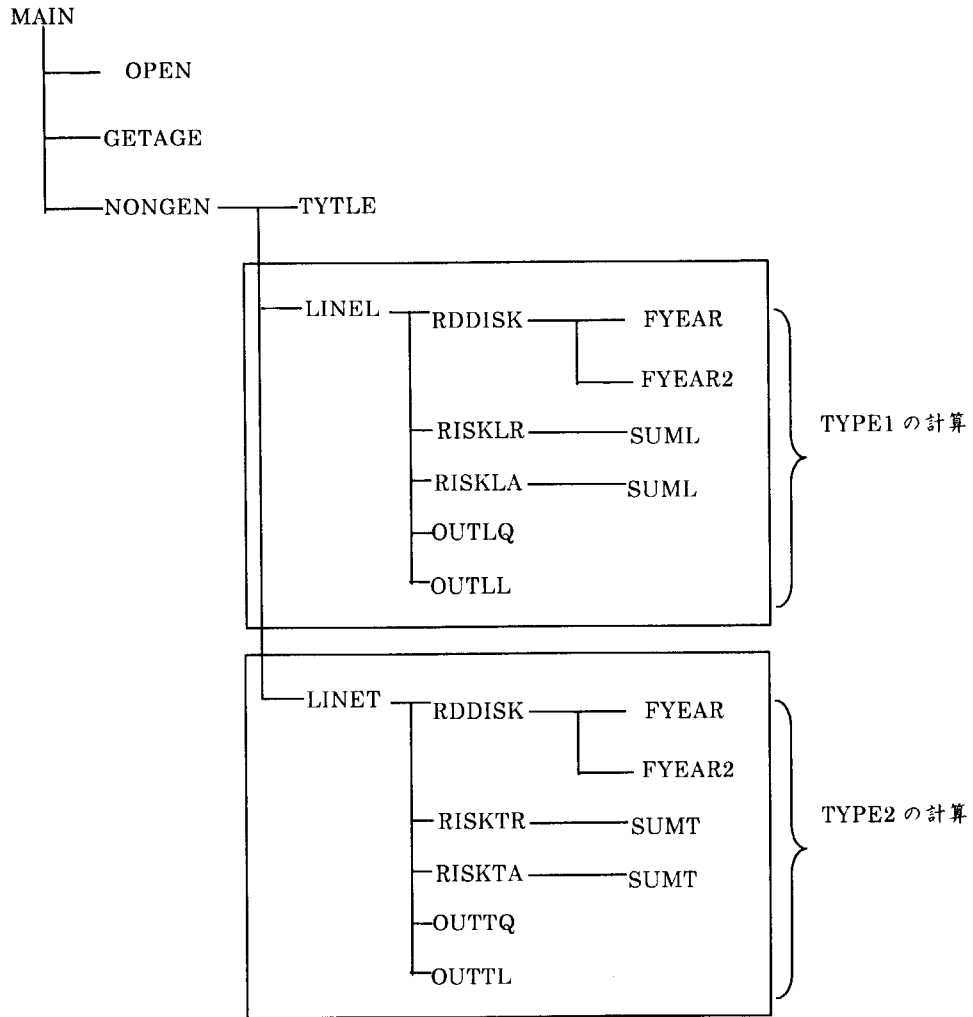 MAIN
OPEN
GETAGE
NONGEN TYTLE
LINEL RDDISK FYEAR
FYEAR2
RISKLR SUML
RISKLA SUML
OUTLQ
OUTLL
TYPE1 の計算
LINET RDDISK FYEAR
FYEAR2
RISKTR SUMT
RISKTA SUMT
OUTTQ
OUTTL
TYPE2 の計算